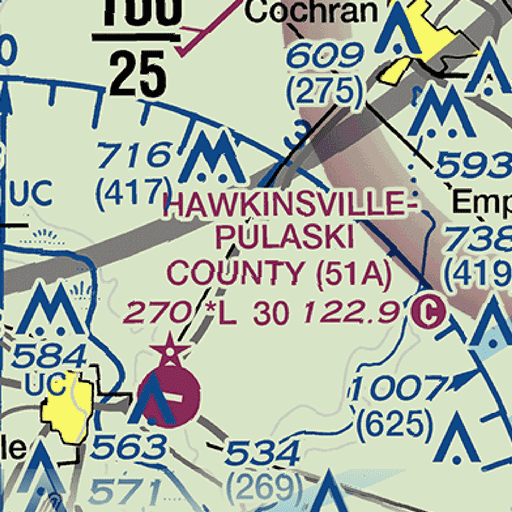 100
25
Cochran
609
(275)
716
(417)
593
UC
HAWKINSVILLE-
PULASKI
COUNTY (51A)
270 *L 30 122.9 C
Emp
738
(419
584
UC
1007
(625)
le
563
534
(269)
571